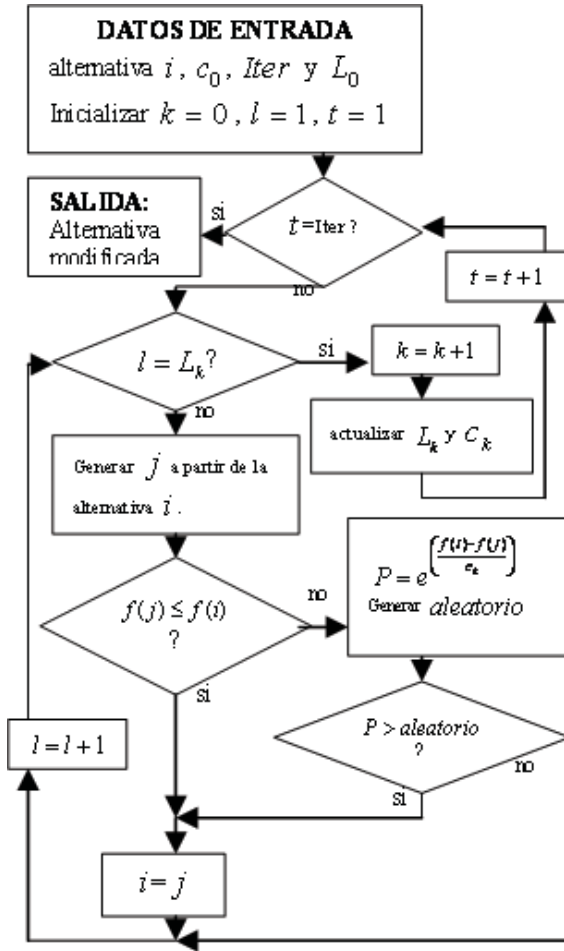 DATOS DE ENTRADA
alternativa i, c₀, Iter y L₀
Inicializar k = 0, l = 1, t = 1
SALIDA:
Alternativa
modificada
si
t=Iter?
t = t+1
no
l = Lₖ?
si
k = k+1
no
actualizar Lₖ y Cₖ
Generar j a partir de la
alternativa i.
P = e^((f(i)-f(j))/cₖ)
Generar aleatorio
f(j) ≤ f(i)
?
no
si
l = l+1
P > aleatorio
?
no
si
i = j